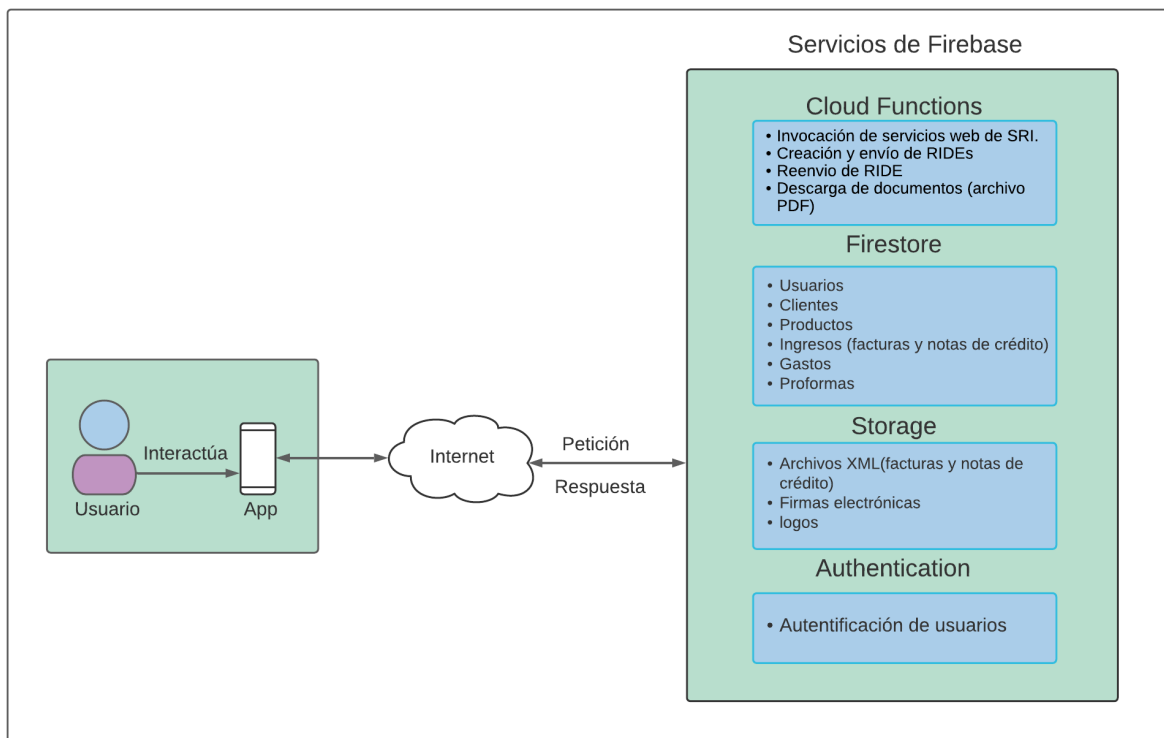 Servicios de Firebase
Cloud Functions
• Invocación de servicios web de SRI.
• Creación y envío de RIDEs
• Reenvio de RIDE
• Descarga de documentos (archivo
PDF)
Firestore
• Usuarios
• Clientes
• Productos
• Ingresos (facturas y notas de crédito)
• Gastos
• Proformas
Storage
• Archivos XML(facturas y notas de
crédito)
• Firmas electrónicas
• logos
Authentication
• Autentificación de usuarios
Interactúa
Usuario
App
Internet
Petición
Respuesta